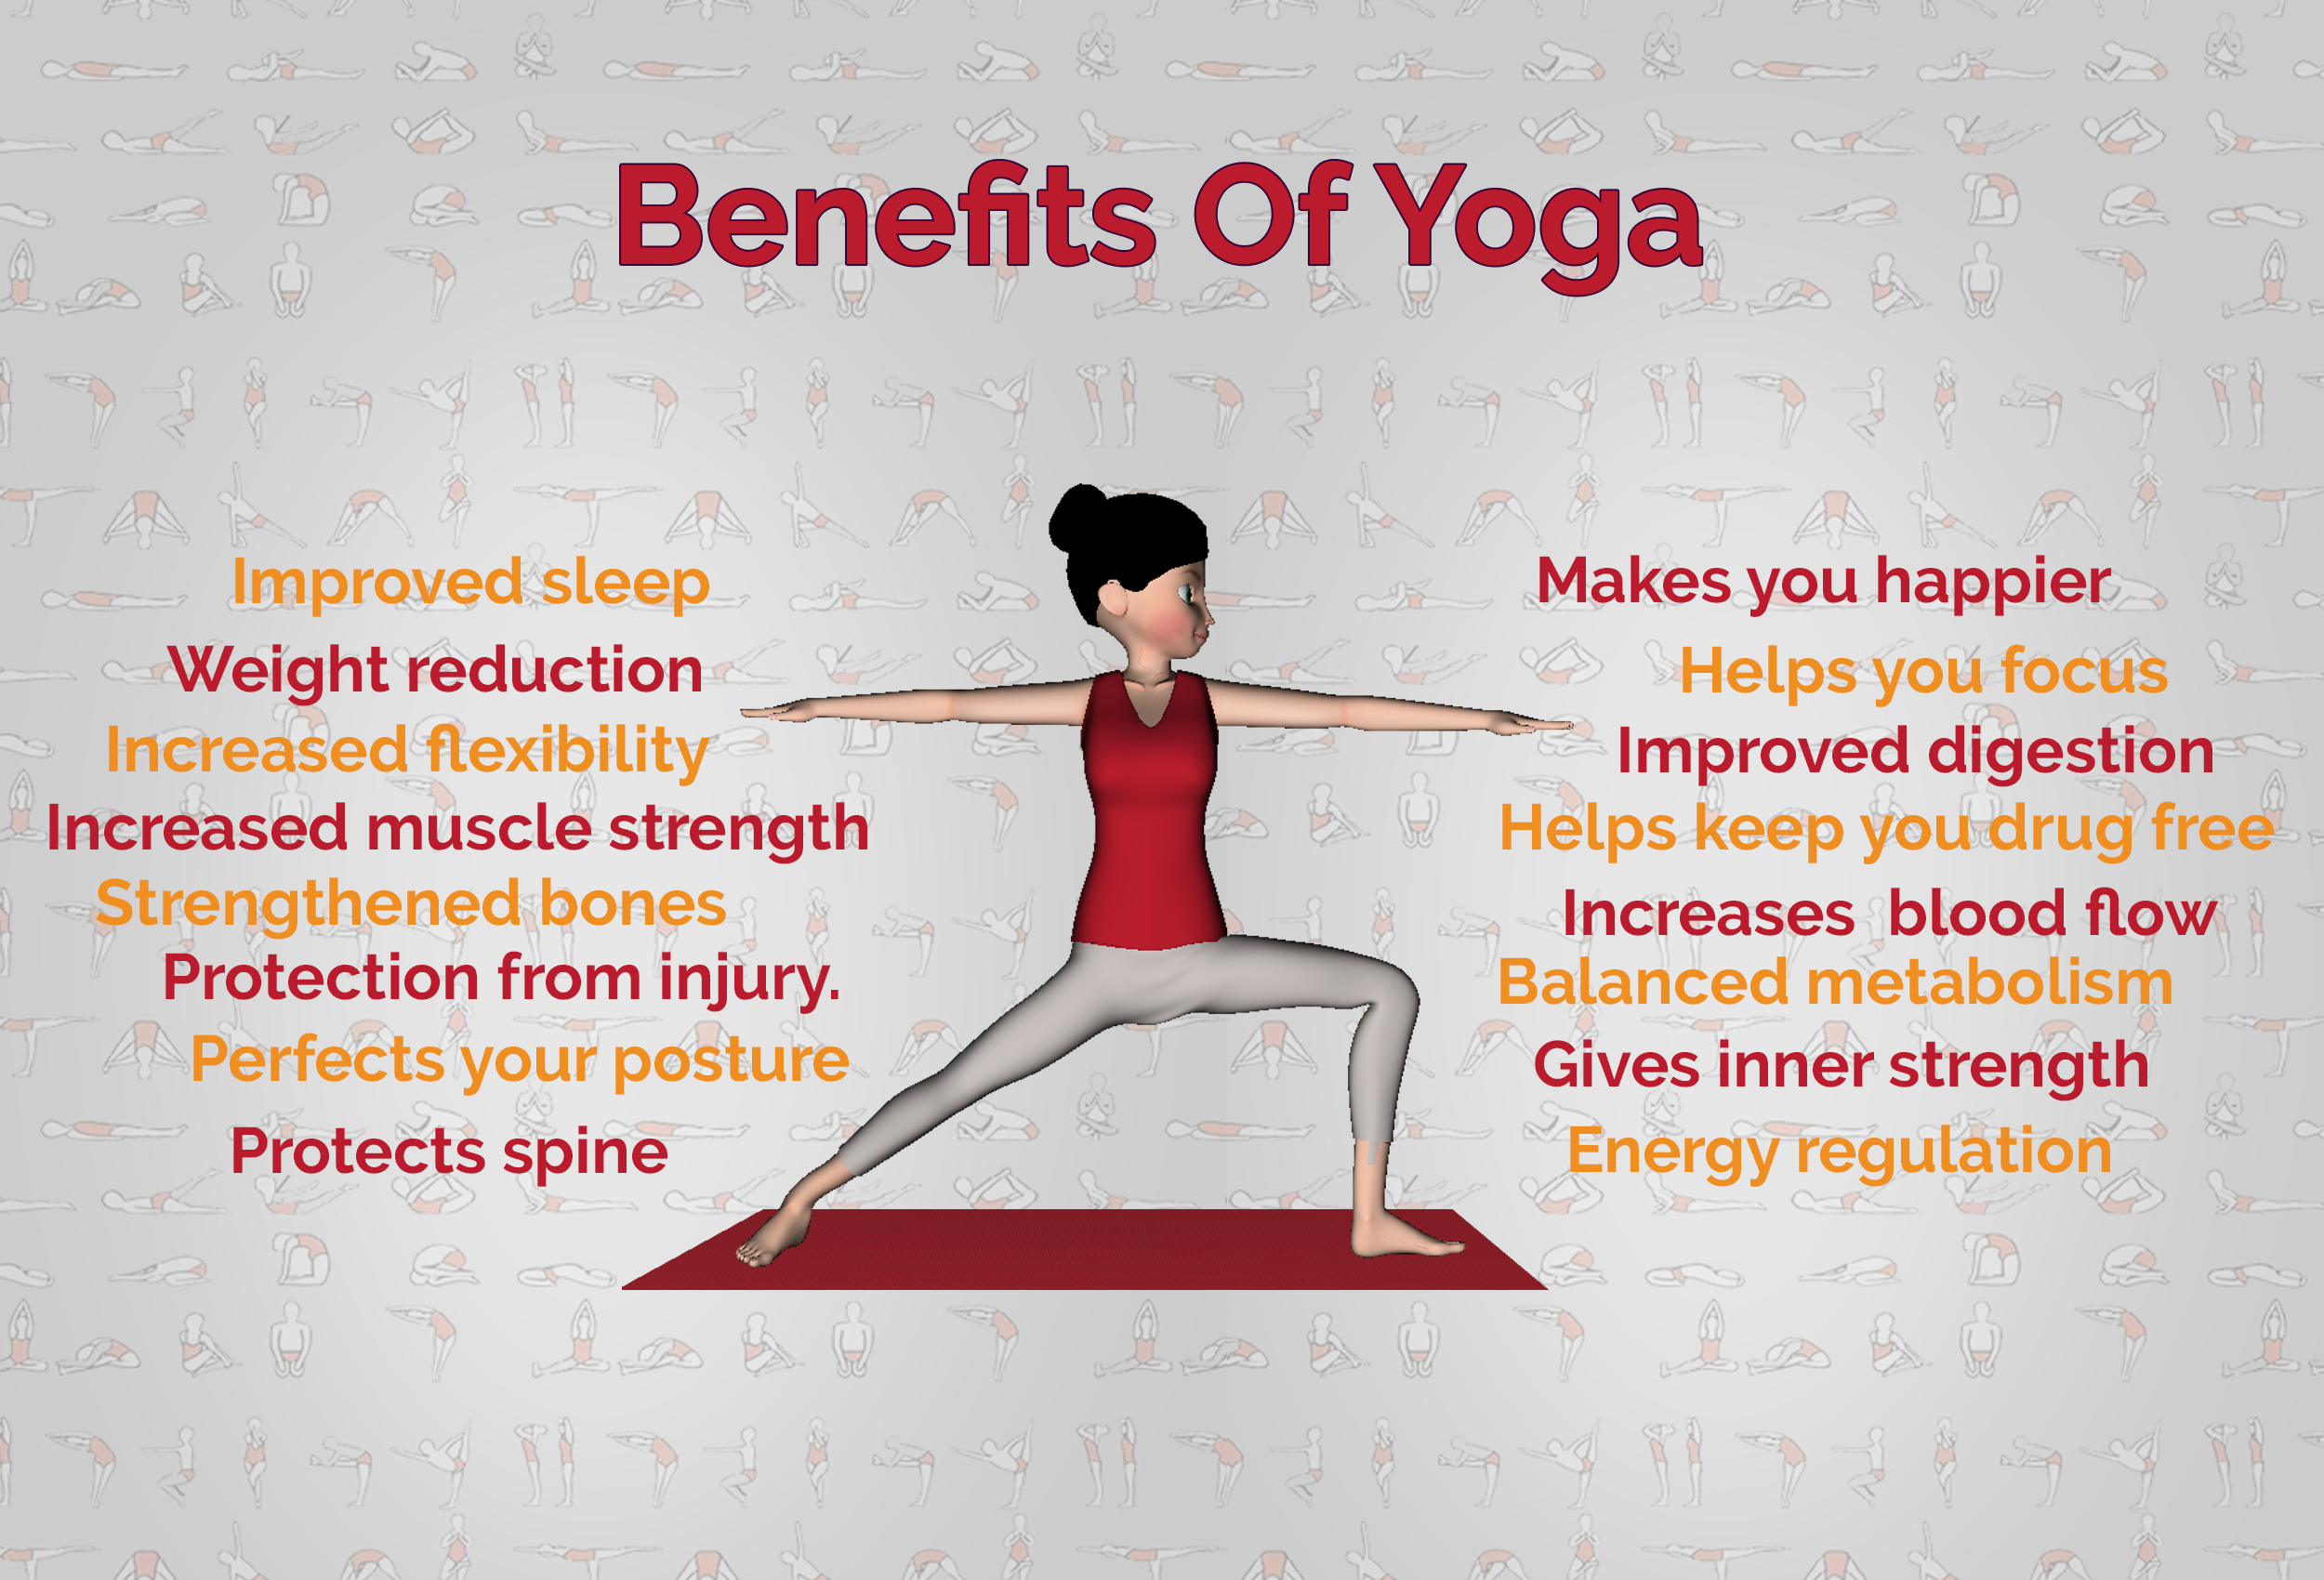 Benefits Of Yoga
Improved sleep
Weight reduction
Increased flexibility
Increased muscle strength
Strengthened bones
Protection from injury.
Perfects your posture
Protects spine
Makes you happier
Helps you focus
Improved digestion
Helps keep you drug free
Increases  blood flow
Balanced metabolism
Gives inner strength
Energy regulation